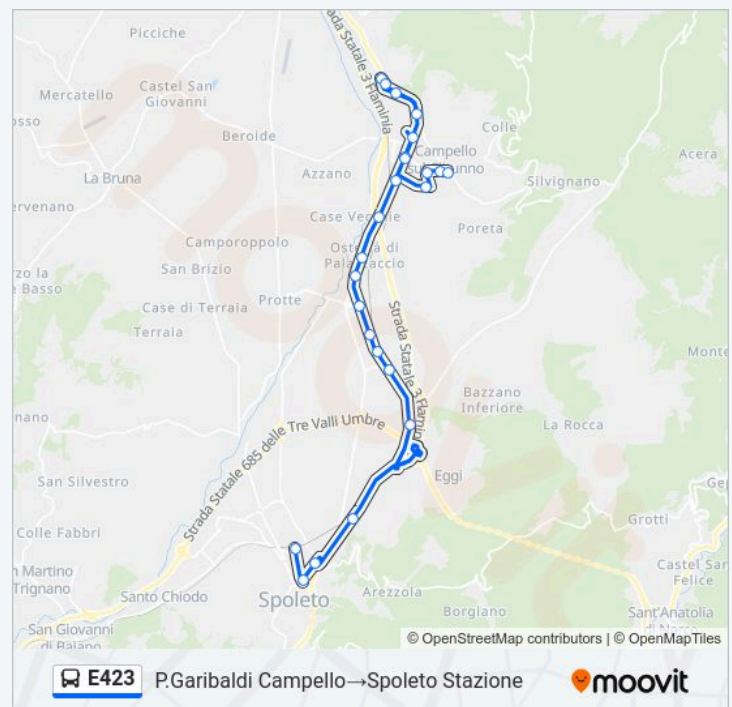 Picciche
Strada Statale 3 Flaminia
Mercatello
Castel San
Giovanni
osso
Beroide
Colle
Campello
sul Clitunno
Acera
Azzano
La Bruna
Silvignano
ervenano
Case Vecchie
Poreta
Camporoppolo
Osteria di
Palazzaccio
San Brizio
rzo la
e Basso
Protte
Case di Terraia
Terraia
Strada Statale 3 Flaminia
Monte
Bazzano
Inferiore
nano
La Rocca
Strada Statale 685 delle Tre Valli Umbre
San Silvestro
Eggi
Gep
Colle Fabbri
Grotti
n Martino
Trignano
Castel San
Felice
Santo Chiodo
Spoleto
Arezzola
Borgiano
Sant'Anatolia
San Giovanni
di Baiano
© OpenStreetMap contributors | © OpenMapTiles
E423 P.Garibaldi Campello→Spoleto Stazione
moovit